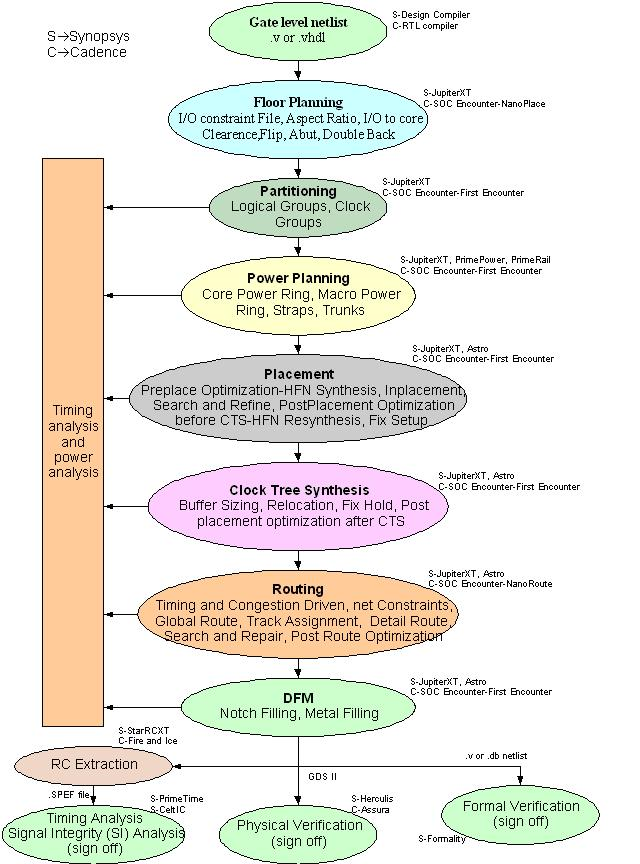 Gate level netlist
.v or .vhdl
S-Design Compiler
C-RTL compiler
S→Synopsys
C→Cadence
Floor Planning
I/O constraint File, Aspect Ratio, I/O to core
Clearence,Flip, Abut, Double Back
S-JupiterXT
C-SOC Encounter-NanoPlace
Partitioning
Logical Groups, Clock
Groups
S-JupiterXT
C-SOC Encounter-First Encounter
Power Planning
Core Power Ring, Macro Power
Ring, Straps, Trunks
S-JupiterXT, PrimePower, PrimeRail
C-SOC Encounter-First Encounter
Placement
Preplace Optimization-HFN Synthesis, Inplacement,
Search and Refine, PostPlacement Optimization
before CTS-HFN Resynthesis, Fix Setup
S-JupiterXT, Astro
C-SOC Encounter-First Encounter
Timing
analysis
and
power
analysis
Clock Tree Synthesis
Buffer Sizing, Relocation, Fix Hold, Post
placement optimization after CTS
S-JupiterXT, Astro
C-SOC Encounter-First Encounter
Routing
Timing and Congestion Driven, net Constraints,
Global Route, Track Assignment, Detail Route,
Search and Repair, Post Route Optimization
S-JupiterXT, Astro
C-SOC Encounter-NanoRoute
DFM
Notch Filling, Metal Filling
S-JupiterXT, Astro
C-SOC Encounter-First Encounter
S-StarRCXT
C-Fire and Ice
RC Extraction
.v or .db netlist
GDS II
.SPEF file
S-PrimeTime
S-CeltIC
Timing Analysis
Signal Integrity (SI) Analysis
(sign off)
S-Herculis
C-Assura
Physical Verification
(sign off)
Formal Verification
(sign off)
S-Formality